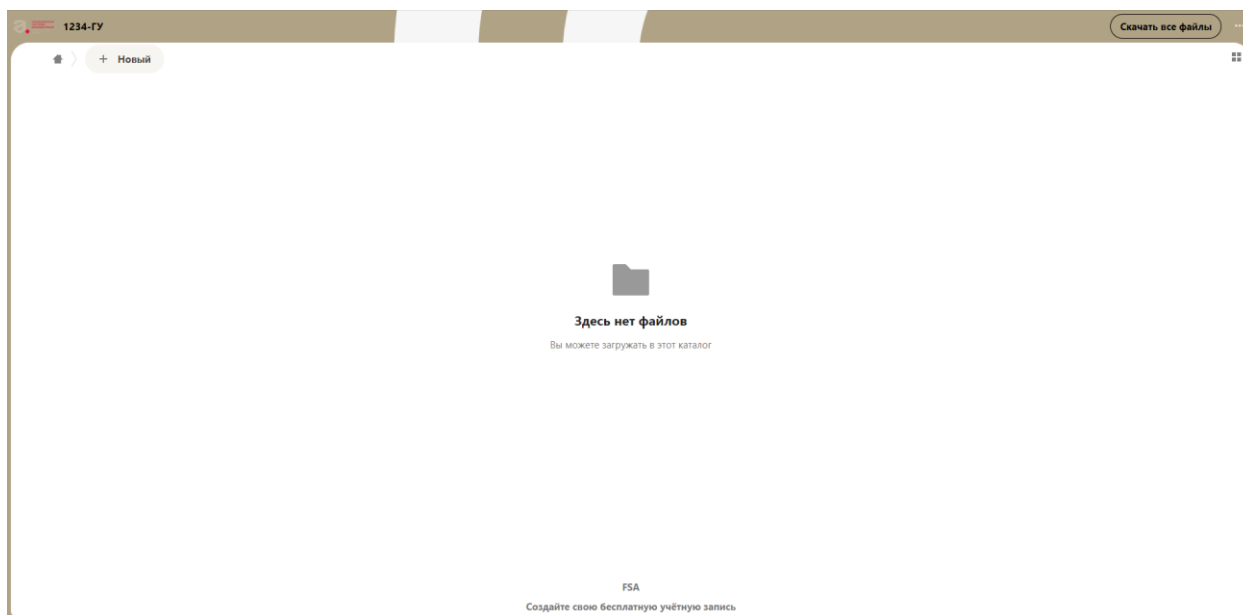 1234-ГУ
Скачать все файлы
+ Новый
Здесь нет файлов
Вы можете загружать в этот каталог
FSA
Создайте свою бесплатную учётную запись